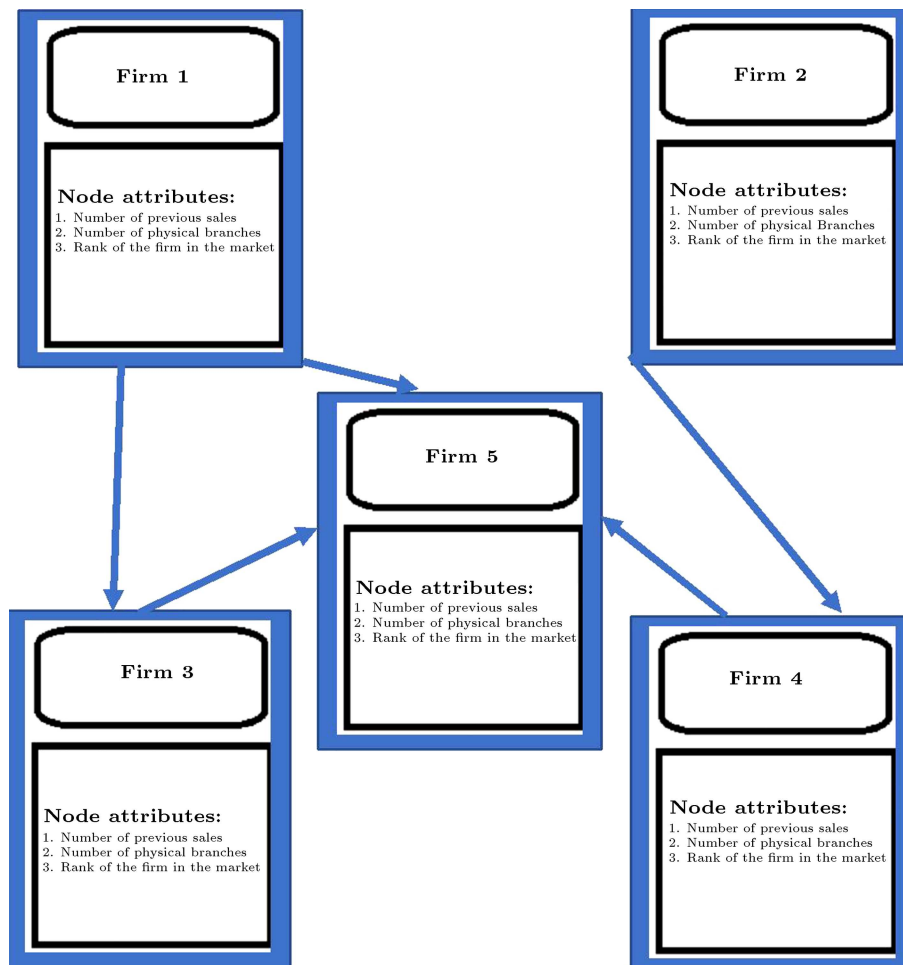 Firm 1
Node attributes:
1. Number of previous sales
2. Number of physical branches
3. Rank of the firm in the market
Firm 2
Node attributes:
1. Number of previous sales
2. Number of physical Branches
3. Rank of the firm in the market
Firm 5
Node attributes:
1. Number of previous sales
2. Number of physical branches
3. Rank of the firm in the market
Firm 3
Node attributes:
1. Number of previous sales
2. Number of physical branches
3. Rank of the firm in the market
Firm 4
Node attributes:
1. Number of previous sales
2. Number of physical branches
3. Rank of the firm in the market